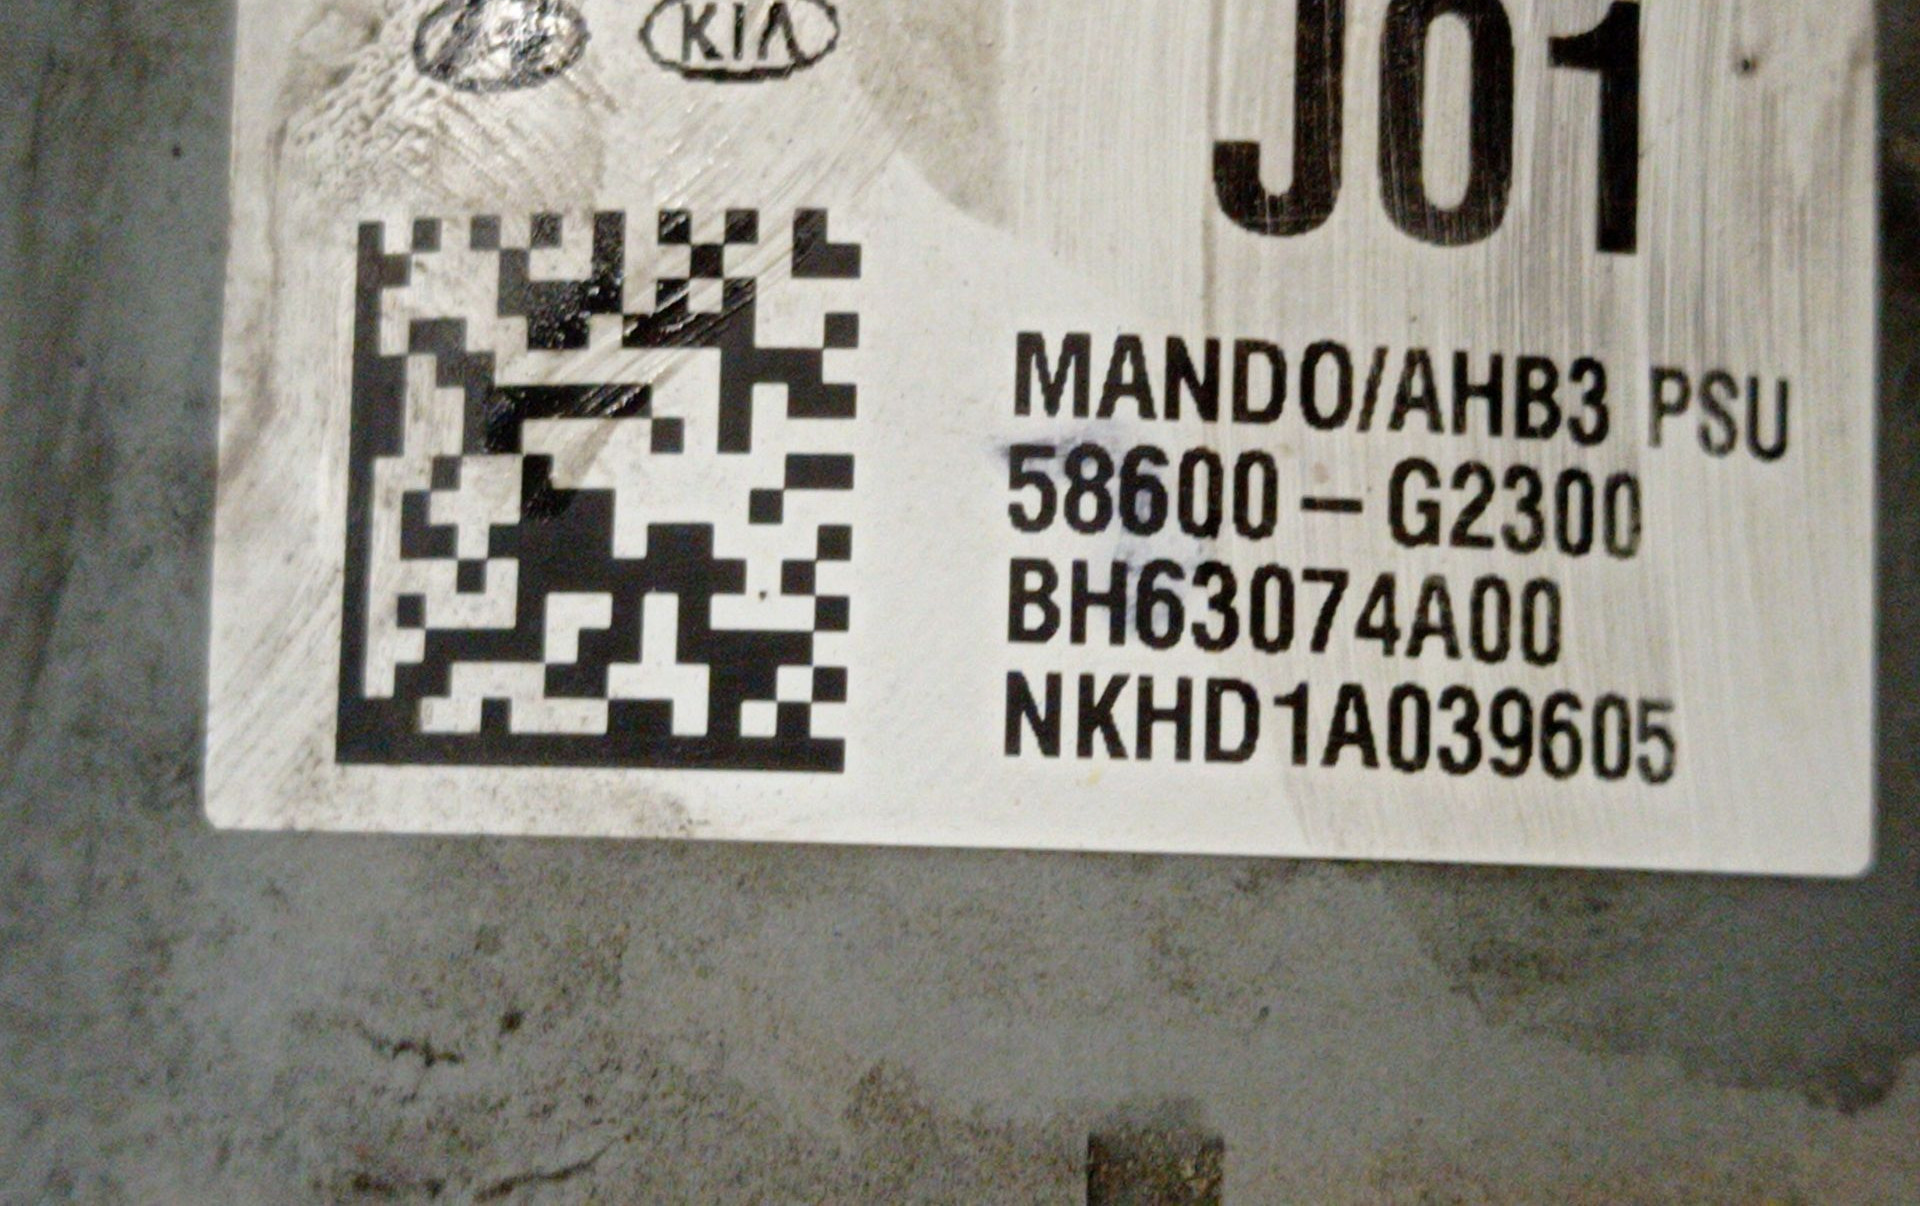 KIA
J01
MANDO/AHB3 PSU
58600-G2300
BH63074A00
NKHD1A039605